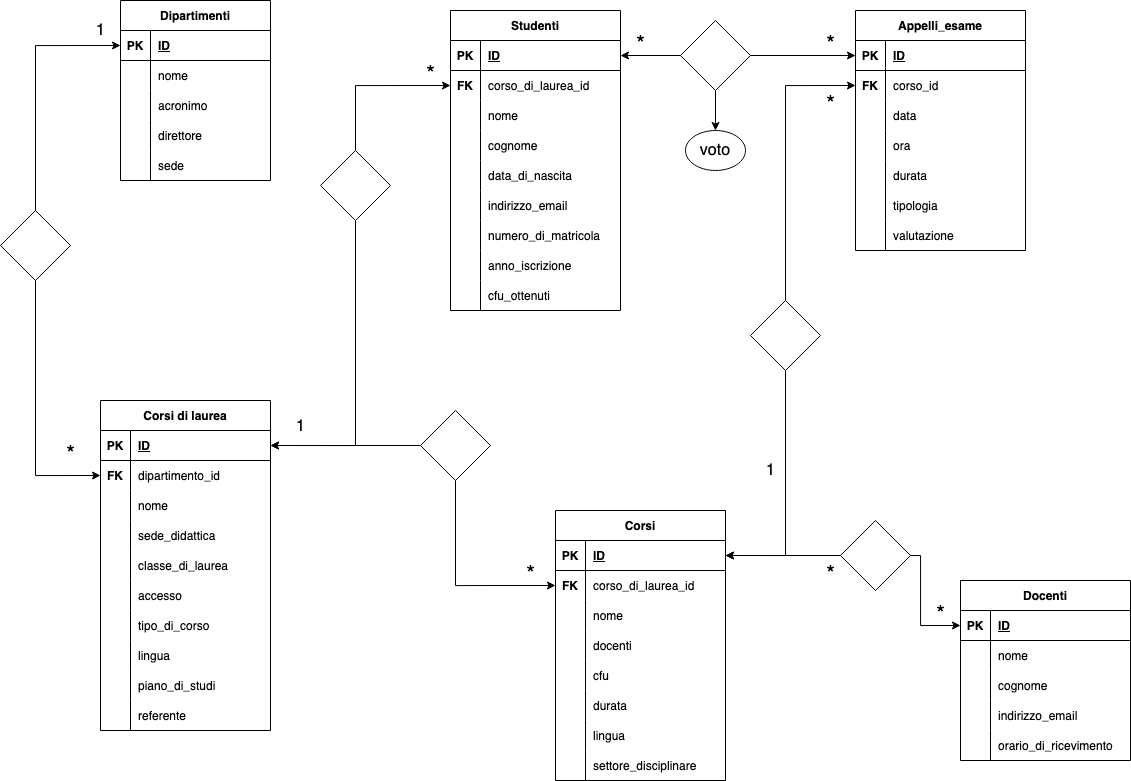 Dipartimenti
PK ID
nome
acronimo
direttore
sede
1
*
Studenti
PK ID
FK corso_di_laurea_id
nome
cognome
data_di_nascita
indirizzo_email
numero_di_matricola
anno_iscrizione
cfu_ottenuti
*
*
*
voto
Appelli_esame
PK ID
FK corso_id
data
ora
durata
tipologia
valutazione
*
Corsi di laurea
PK ID
FK dipartimento_id
nome
sede_didattica
classe_di_laurea
accesso
tipo_di_corso
lingua
piano_di_studi
referente
1
*
1
Corsi
PK ID
FK corso_di_laurea_id
nome
docenti
cfu
durata
lingua
settore_disciplinare
*
*
Docenti
PK ID
nome
cognome
indirizzo_email
orario_di_ricevimento